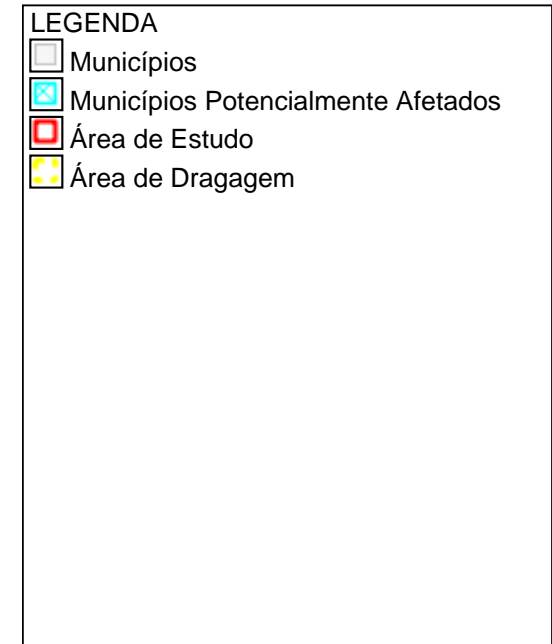 LEGENDA
Municípios
Municípios Potencialmente Afetados
Área de Estudo
Área de Dragagem